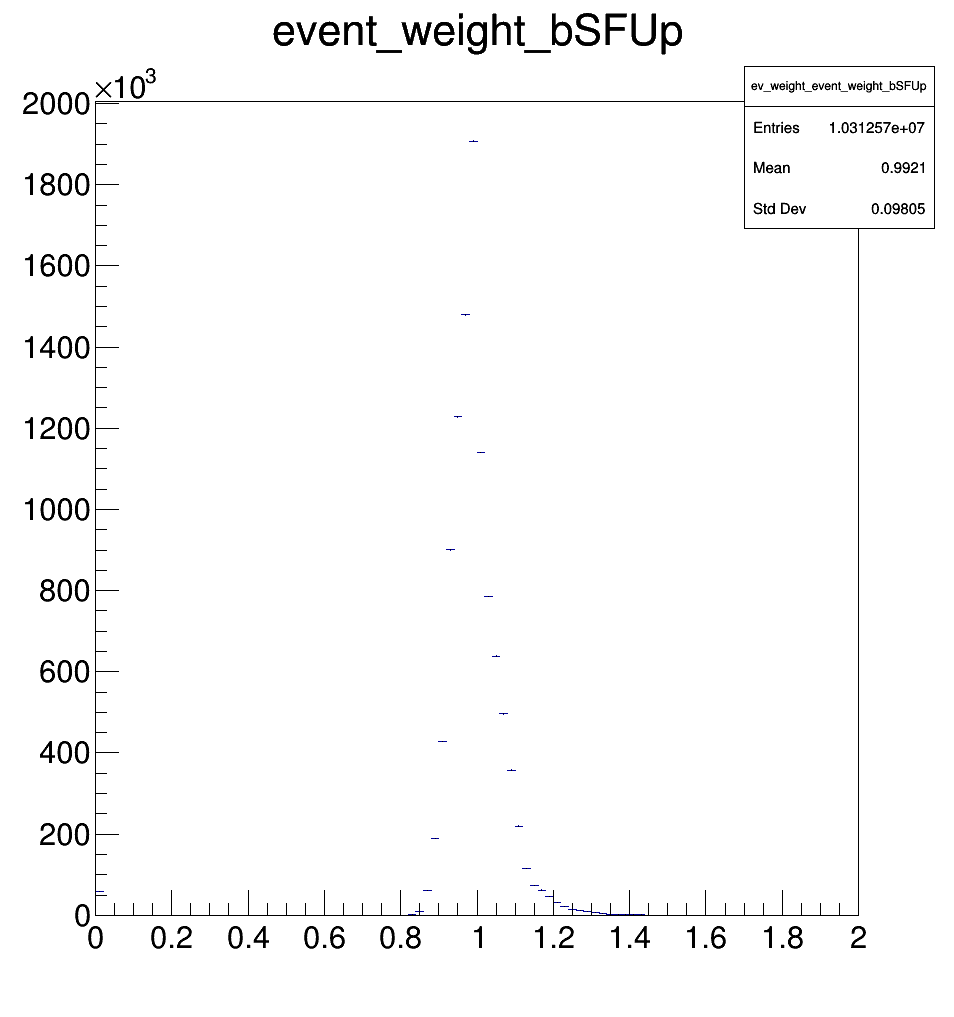 event_weight_bSFUp
×10³
ev_weight_event_weight_bSFUp
Entries 1.031257e+07
Mean 0.9921
Std Dev 0.09805
2000
1800
1600
1400
1200
1000
800
600
400
200
0
0 0.2 0.4 0.6 0.8 1 1.2 1.4 1.6 1.8 2